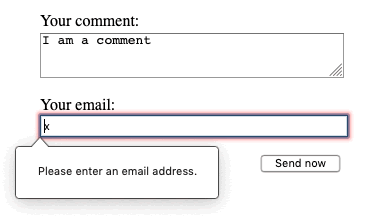 Your comment:
I am a comment
Your email:
x
Please enter an email address.
Send now